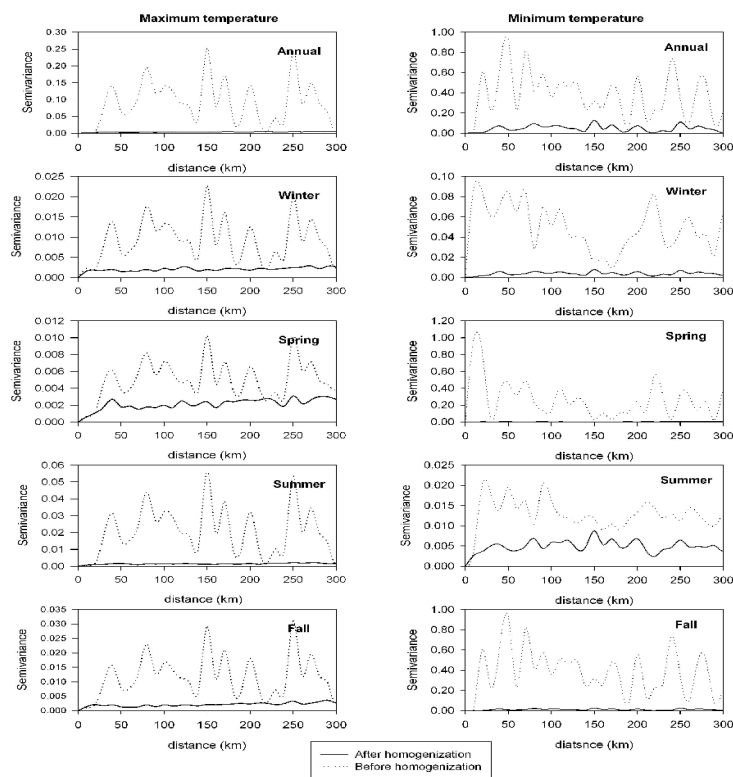 Maximum temperature
Minimum temperature
Annual
Semivariance
0.30
0.25
0.20
0.15
0.10
0.05
0.00
0 50 100 150 200 250 300
distance (km)
Annual
Semivariance
1.00
0.80
0.60
0.40
0.20
0.00
0 50 100 150 200 250 300
distance (km)
Winter
Semivariance
0.025
0.020
0.015
0.010
0.005
0.000
0 50 100 150 200 250 300
distance (km)
Winter
Semivariance
0.10
0.08
0.06
0.04
0.02
0.00
0 50 100 150 200 250 300
distance (km)
Spring
Semivariance
0.012
0.010
0.008
0.006
0.004
0.002
0.000
0 50 100 150 200 250 300
distance (km)
Spring
Semivariance
1.20
1.00
0.80
0.60
0.40
0.20
0.00
0 50 100 150 200 250 300
distance (km)
Summer
Semivariance
0.06
0.05
0.04
0.03
0.02
0.01
0.00
0 50 100 150 200 250 300
distance (km)
Summer
Semivariance
0.025
0.020
0.015
0.010
0.005
0.000
0 50 100 150 200 250 300
distance (km)
Fall
Semivariance
0.035
0.030
0.025
0.020
0.015
0.010
0.005
0.000
0 50 100 150 200 250 300
distance (km)
Fall
Semivariance
1.00
0.80
0.60
0.40
0.20
0.00
0 50 100 150 200 250 300
diatsnce (km)
After homogenization
Before homogenization